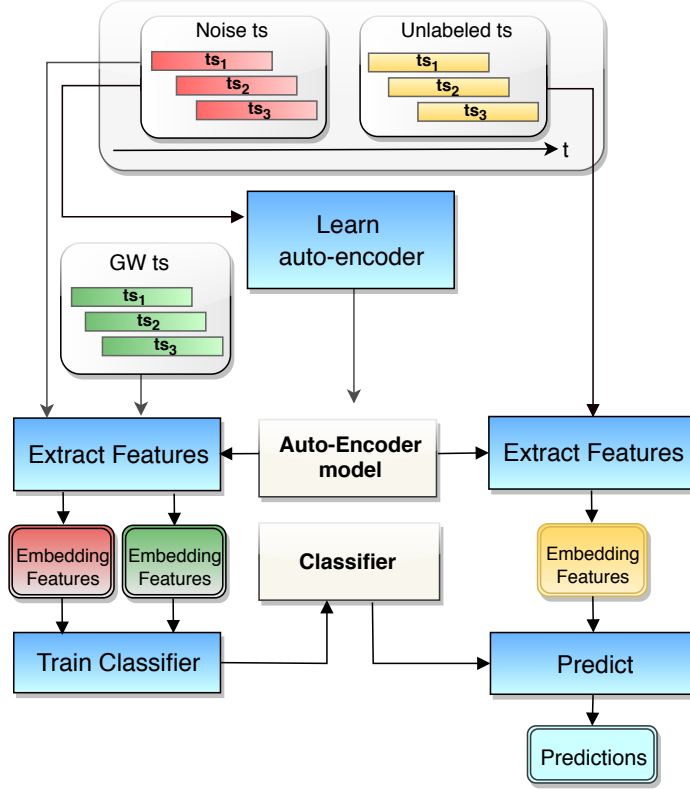 Noise ts
ts1
ts2
ts3
Unlabeled ts
ts1
ts2
ts3
t
Learn
auto-encoder
GW ts
ts1
ts2
ts3
Extract Features
Auto-Encoder
model
Extract Features
Embedding
Features
Embedding
Features
Classifier
Embedding
Features
Train Classifier
Predict
Predictions